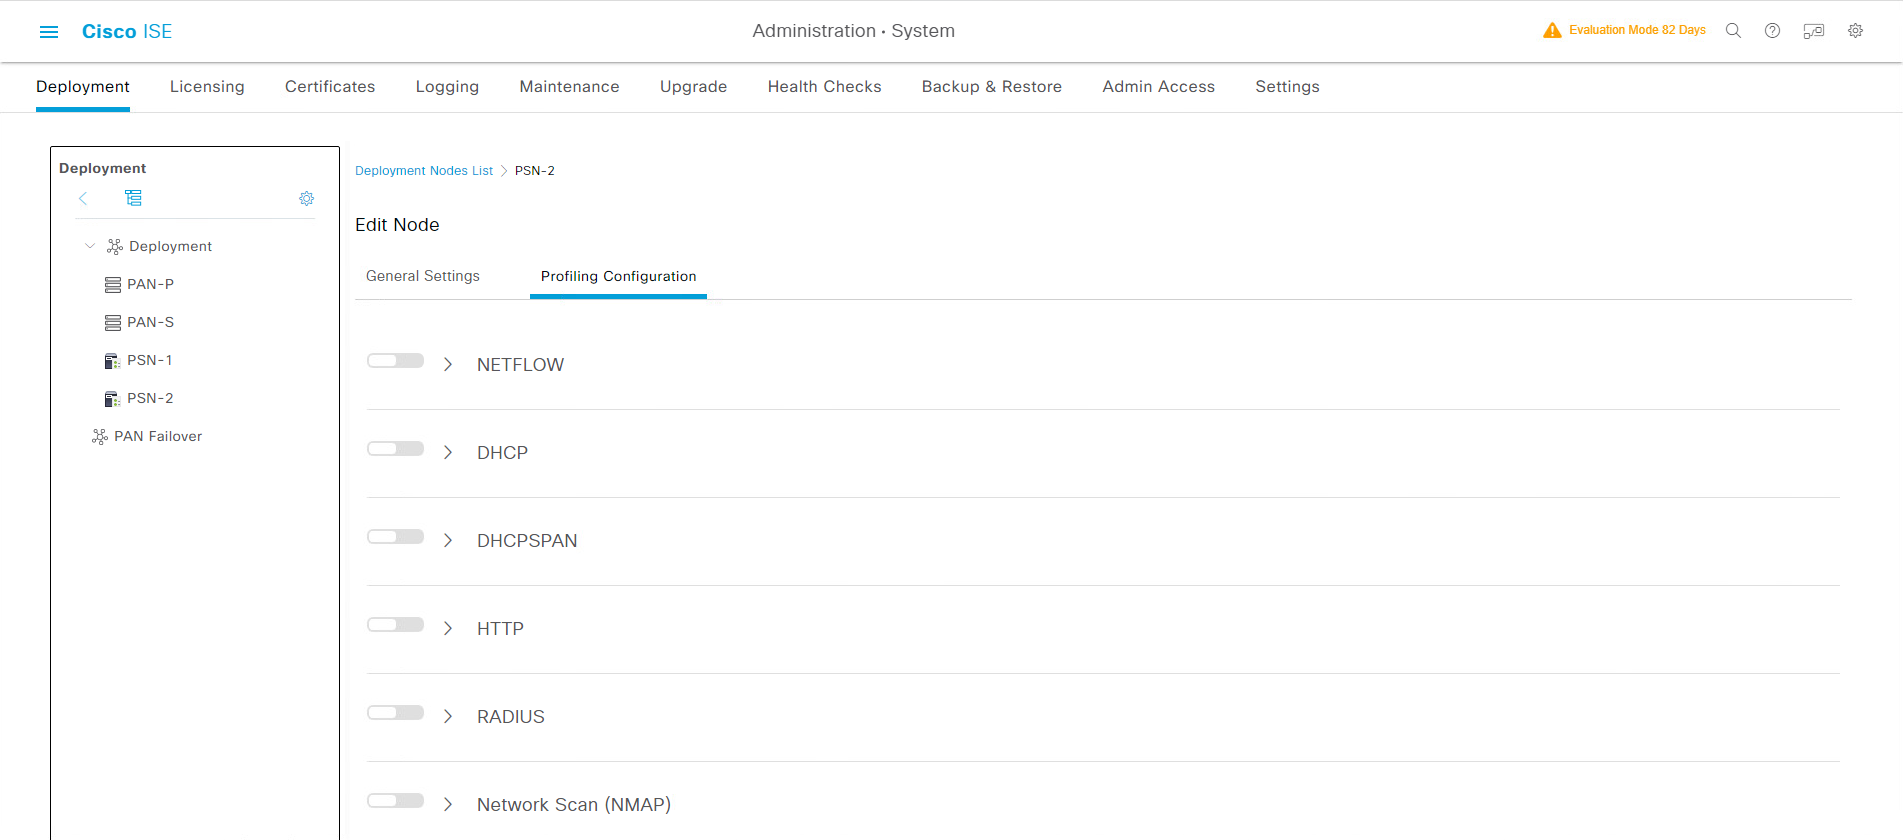 Cisco ISE
Administration • System
Evaluation Mode 82 Days
Deployment Licensing Certificates Logging Maintenance Upgrade Health Checks Backup & Restore Admin Access Settings
Deployment
Deployment
PAN-P
PAN-S
PSN-1
PSN-2
PAN Failover
Deployment Nodes List > PSN-2
Edit Node
General Settings Profiling Configuration
NETFLOW
DHCP
DHCPSPAN
HTTP
RADIUS
Network Scan (NMAP)